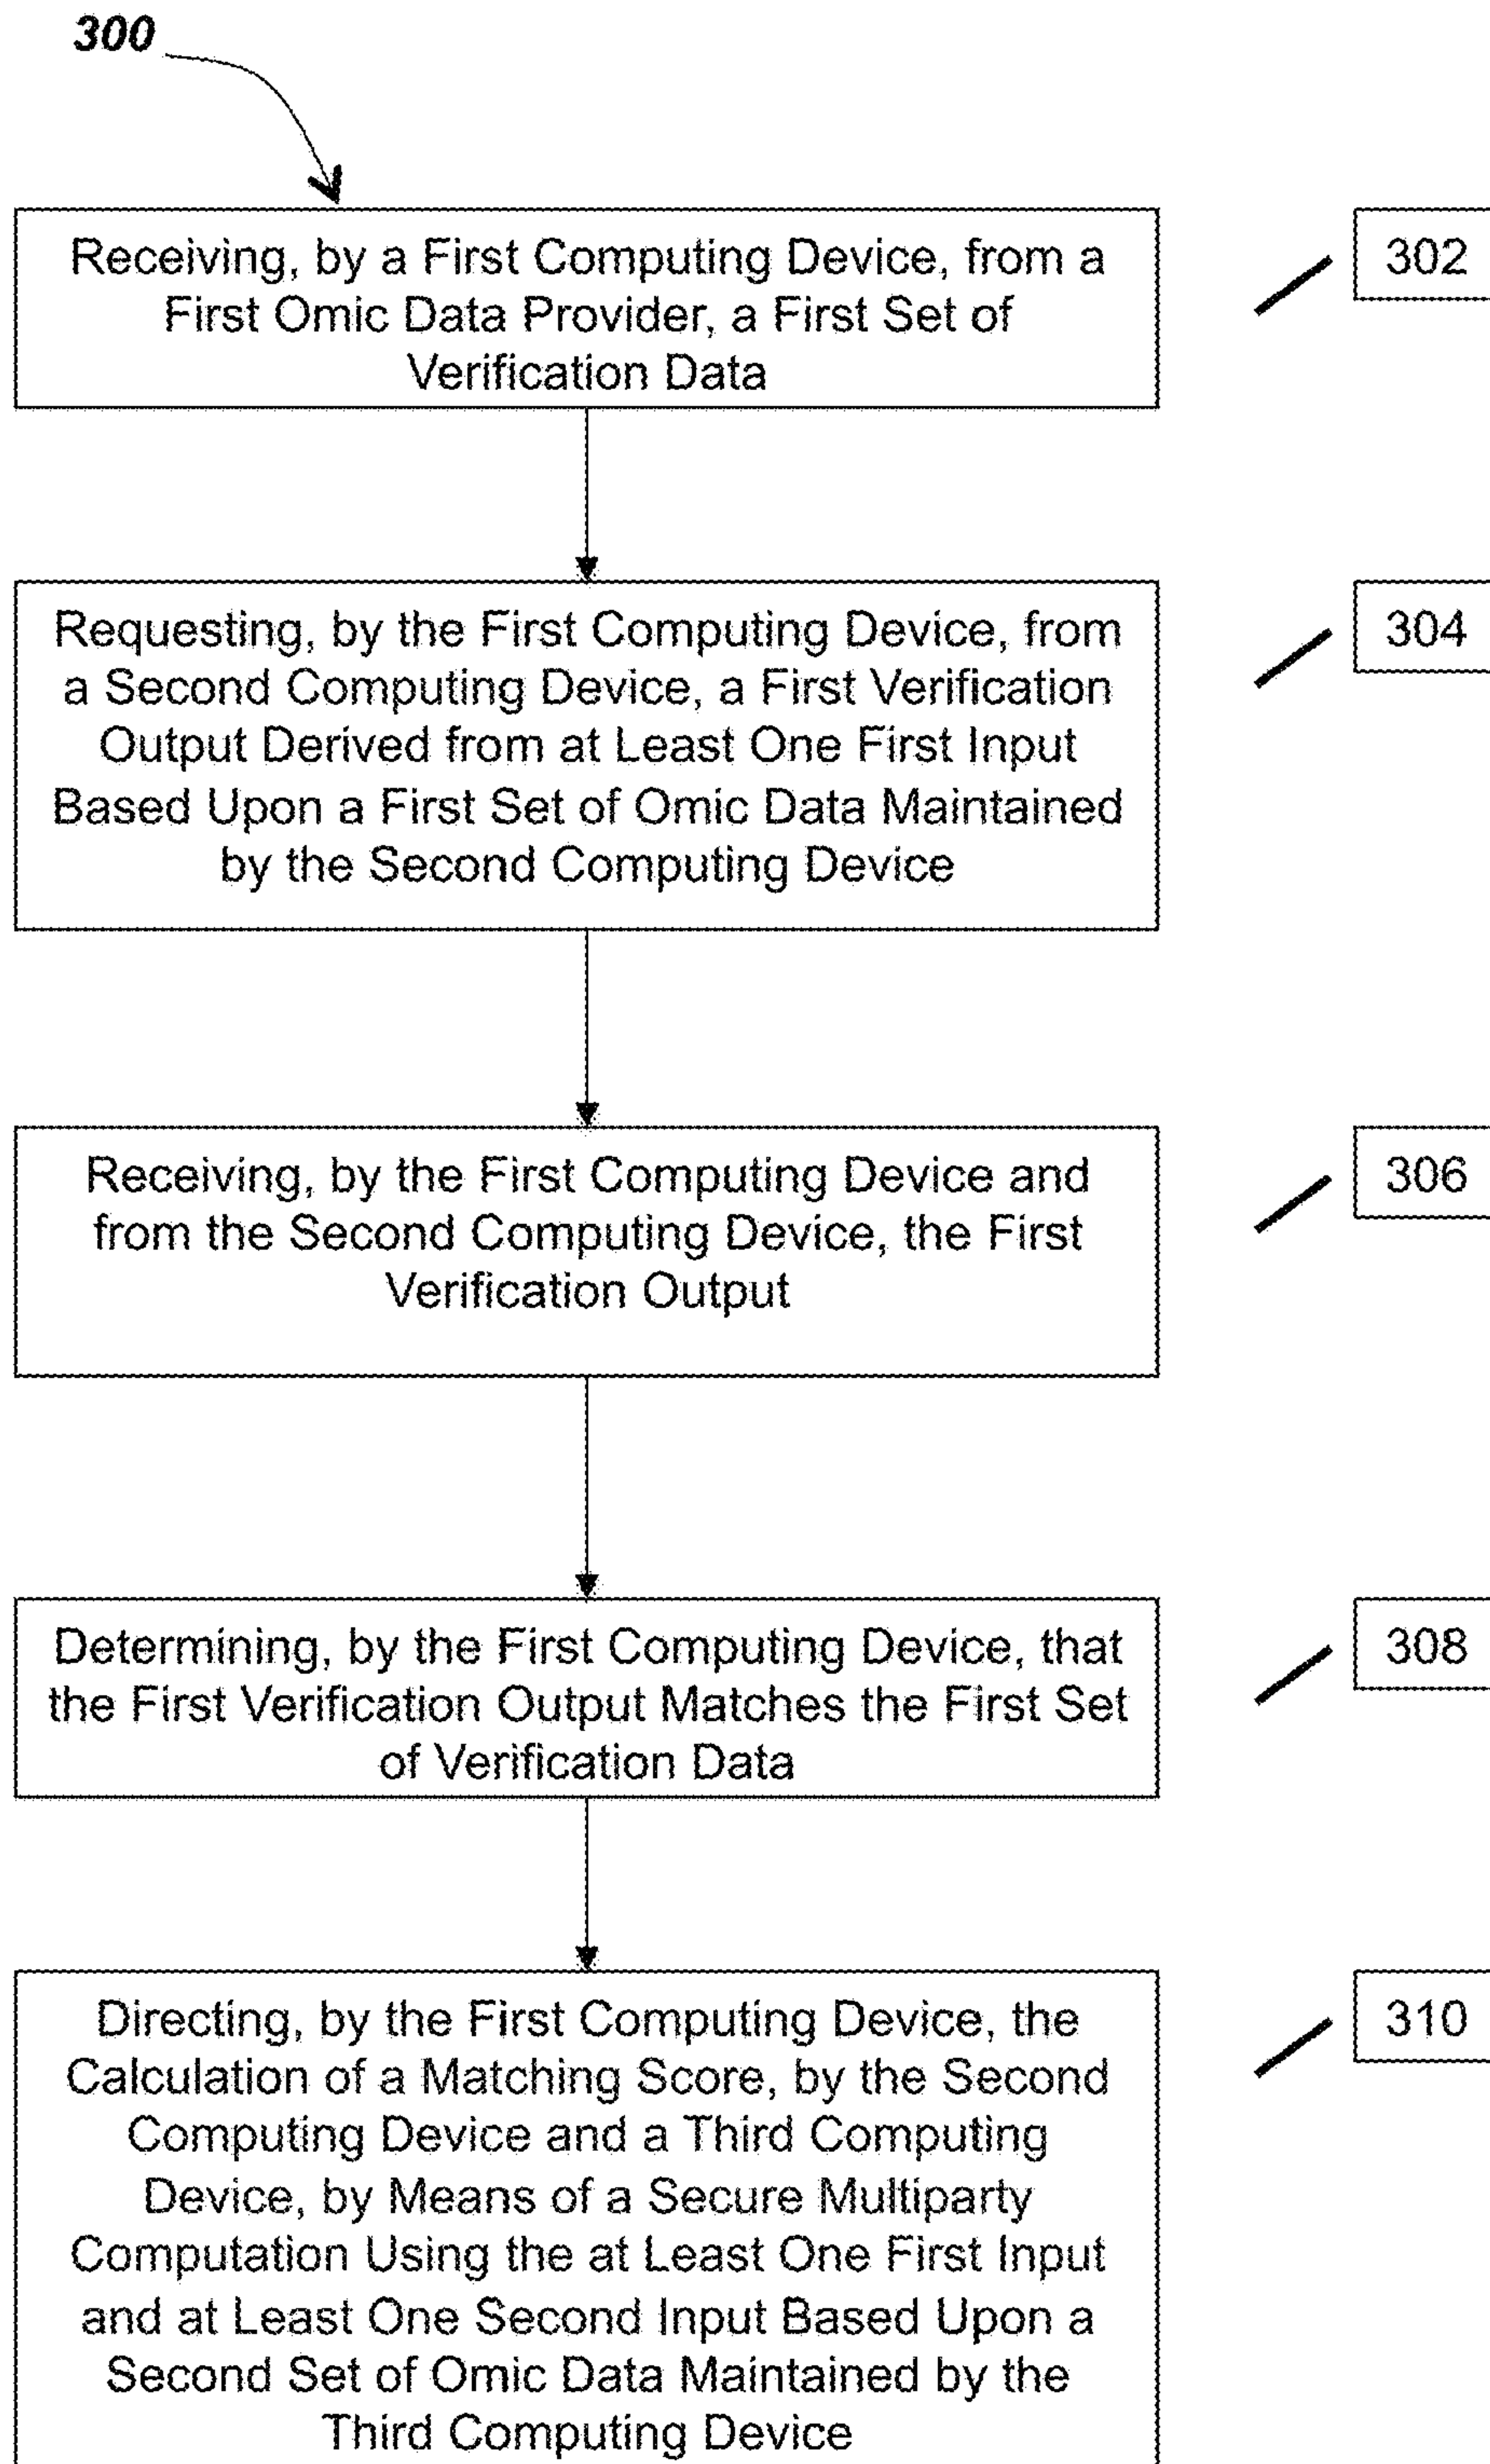 300
Receiving, by a First Computing Device, from a
First Omic Data Provider, a First Set of
Verification Data
302
Requesting, by the First Computing Device, from
a Second Computing Device, a First Verification
Output Derived from at Least One First Input
Based Upon a First Set of Omic Data Maintained
by the Second Computing Device
304
Receiving, by the First Computing Device and
from the Second Computing Device, the First
Verification Output
306
Determining, by the First Computing Device, that
the First Verification Output Matches the First Set
of Verification Data
308
Directing, by the First Computing Device, the
Calculation of a Matching Score, by the Second
Computing Device and a Third Computing
Device, by Means of a Secure Multiparty
Computation Using the at Least One First Input
and at Least One Second Input Based Upon a
Second Set of Omic Data Maintained by the
Third Computing Device
310